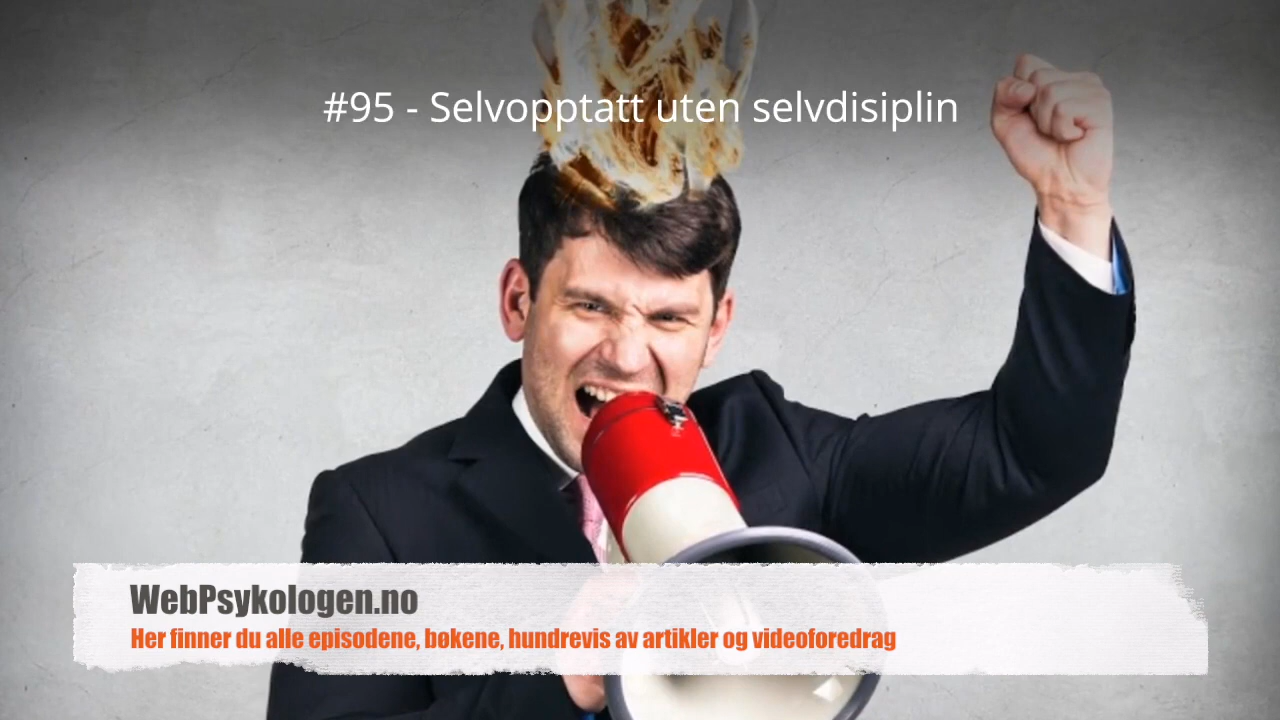 #95 - Selvopptatt uten selvdisiplin
WebPsykologen.no
Her finner du alle episodene, bøkene, hundrevis av artikler og videoforedrag